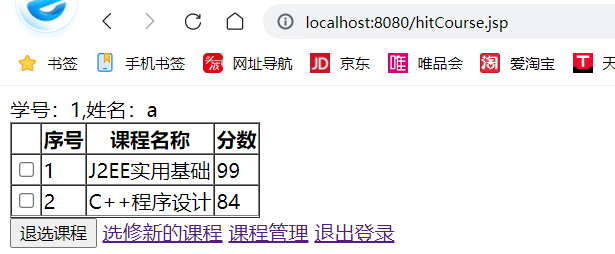 localhost:8080/hitCourse.jsp
书签 手机书签 网址导航 JD 京东 唯 唯品会 淘 爱淘宝 T 天
学号：1,姓名：a
序号 课程名称 分数
1 J2EE实用基础 99
2 C++程序设计 84
退选课程 选修新的课程 课程管理 退出登录